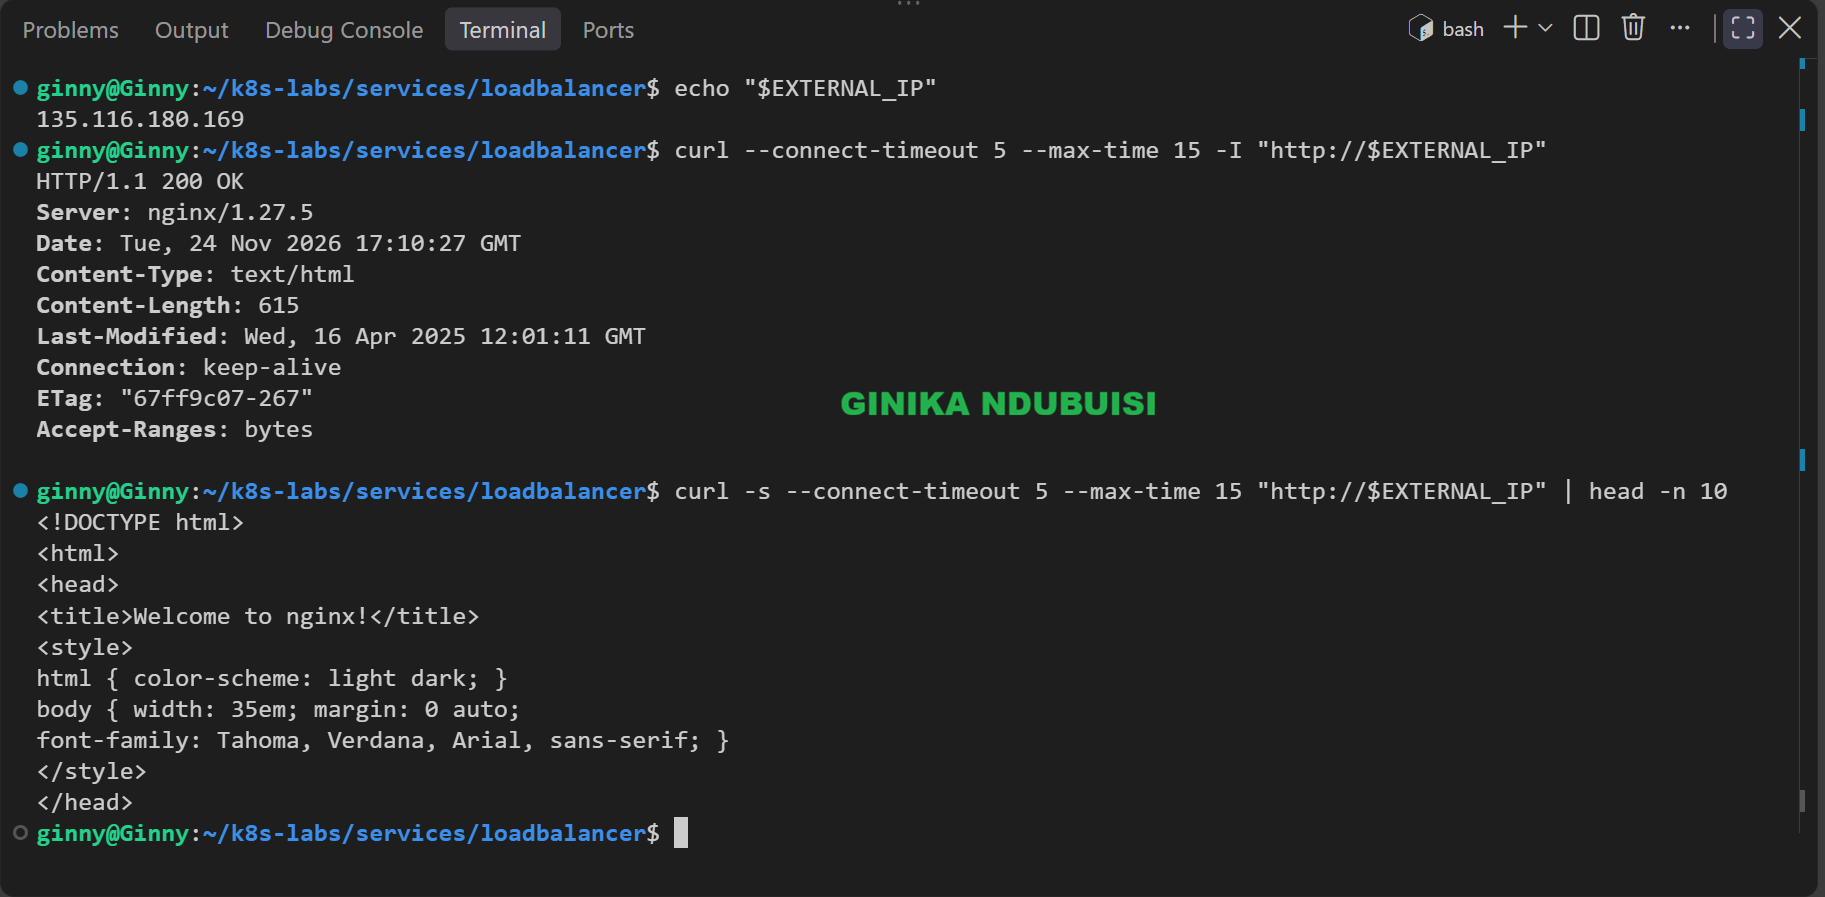 Problems Output Debug Console Terminal Ports bash
ginny@Ginny:~/k8s-labs/services/loadbalancer$ echo "$EXTERNAL_IP"
135.116.180.169
ginny@Ginny:~/k8s-labs/services/loadbalancer$ curl --connect-timeout 5 --max-time 15 -I "http://$EXTERNAL_IP"
HTTP/1.1 200 OK
Server: nginx/1.27.5
Date: Tue, 24 Nov 2026 17:10:27 GMT
Content-Type: text/html
Content-Length: 615
Last-Modified: Wed, 16 Apr 2025 12:01:11 GMT
Connection: keep-alive
ETag: "67ff9c07-267"
GINIKA NDUBUISI
Accept-Ranges: bytes
ginny@Ginny:~/k8s-labs/services/loadbalancer$ curl -s --connect-timeout 5 --max-time 15 "http://$EXTERNAL_IP" | head -n 10
<!DOCTYPE html>
<html>
<head>
<title>Welcome to nginx!</title>
<style>
html { color-scheme: light dark; }
body { width: 35em; margin: 0 auto;
font-family: Tahoma, Verdana, Arial, sans-serif; }
</style>
</head>
ginny@Ginny:~/k8s-labs/services/loadbalancer$